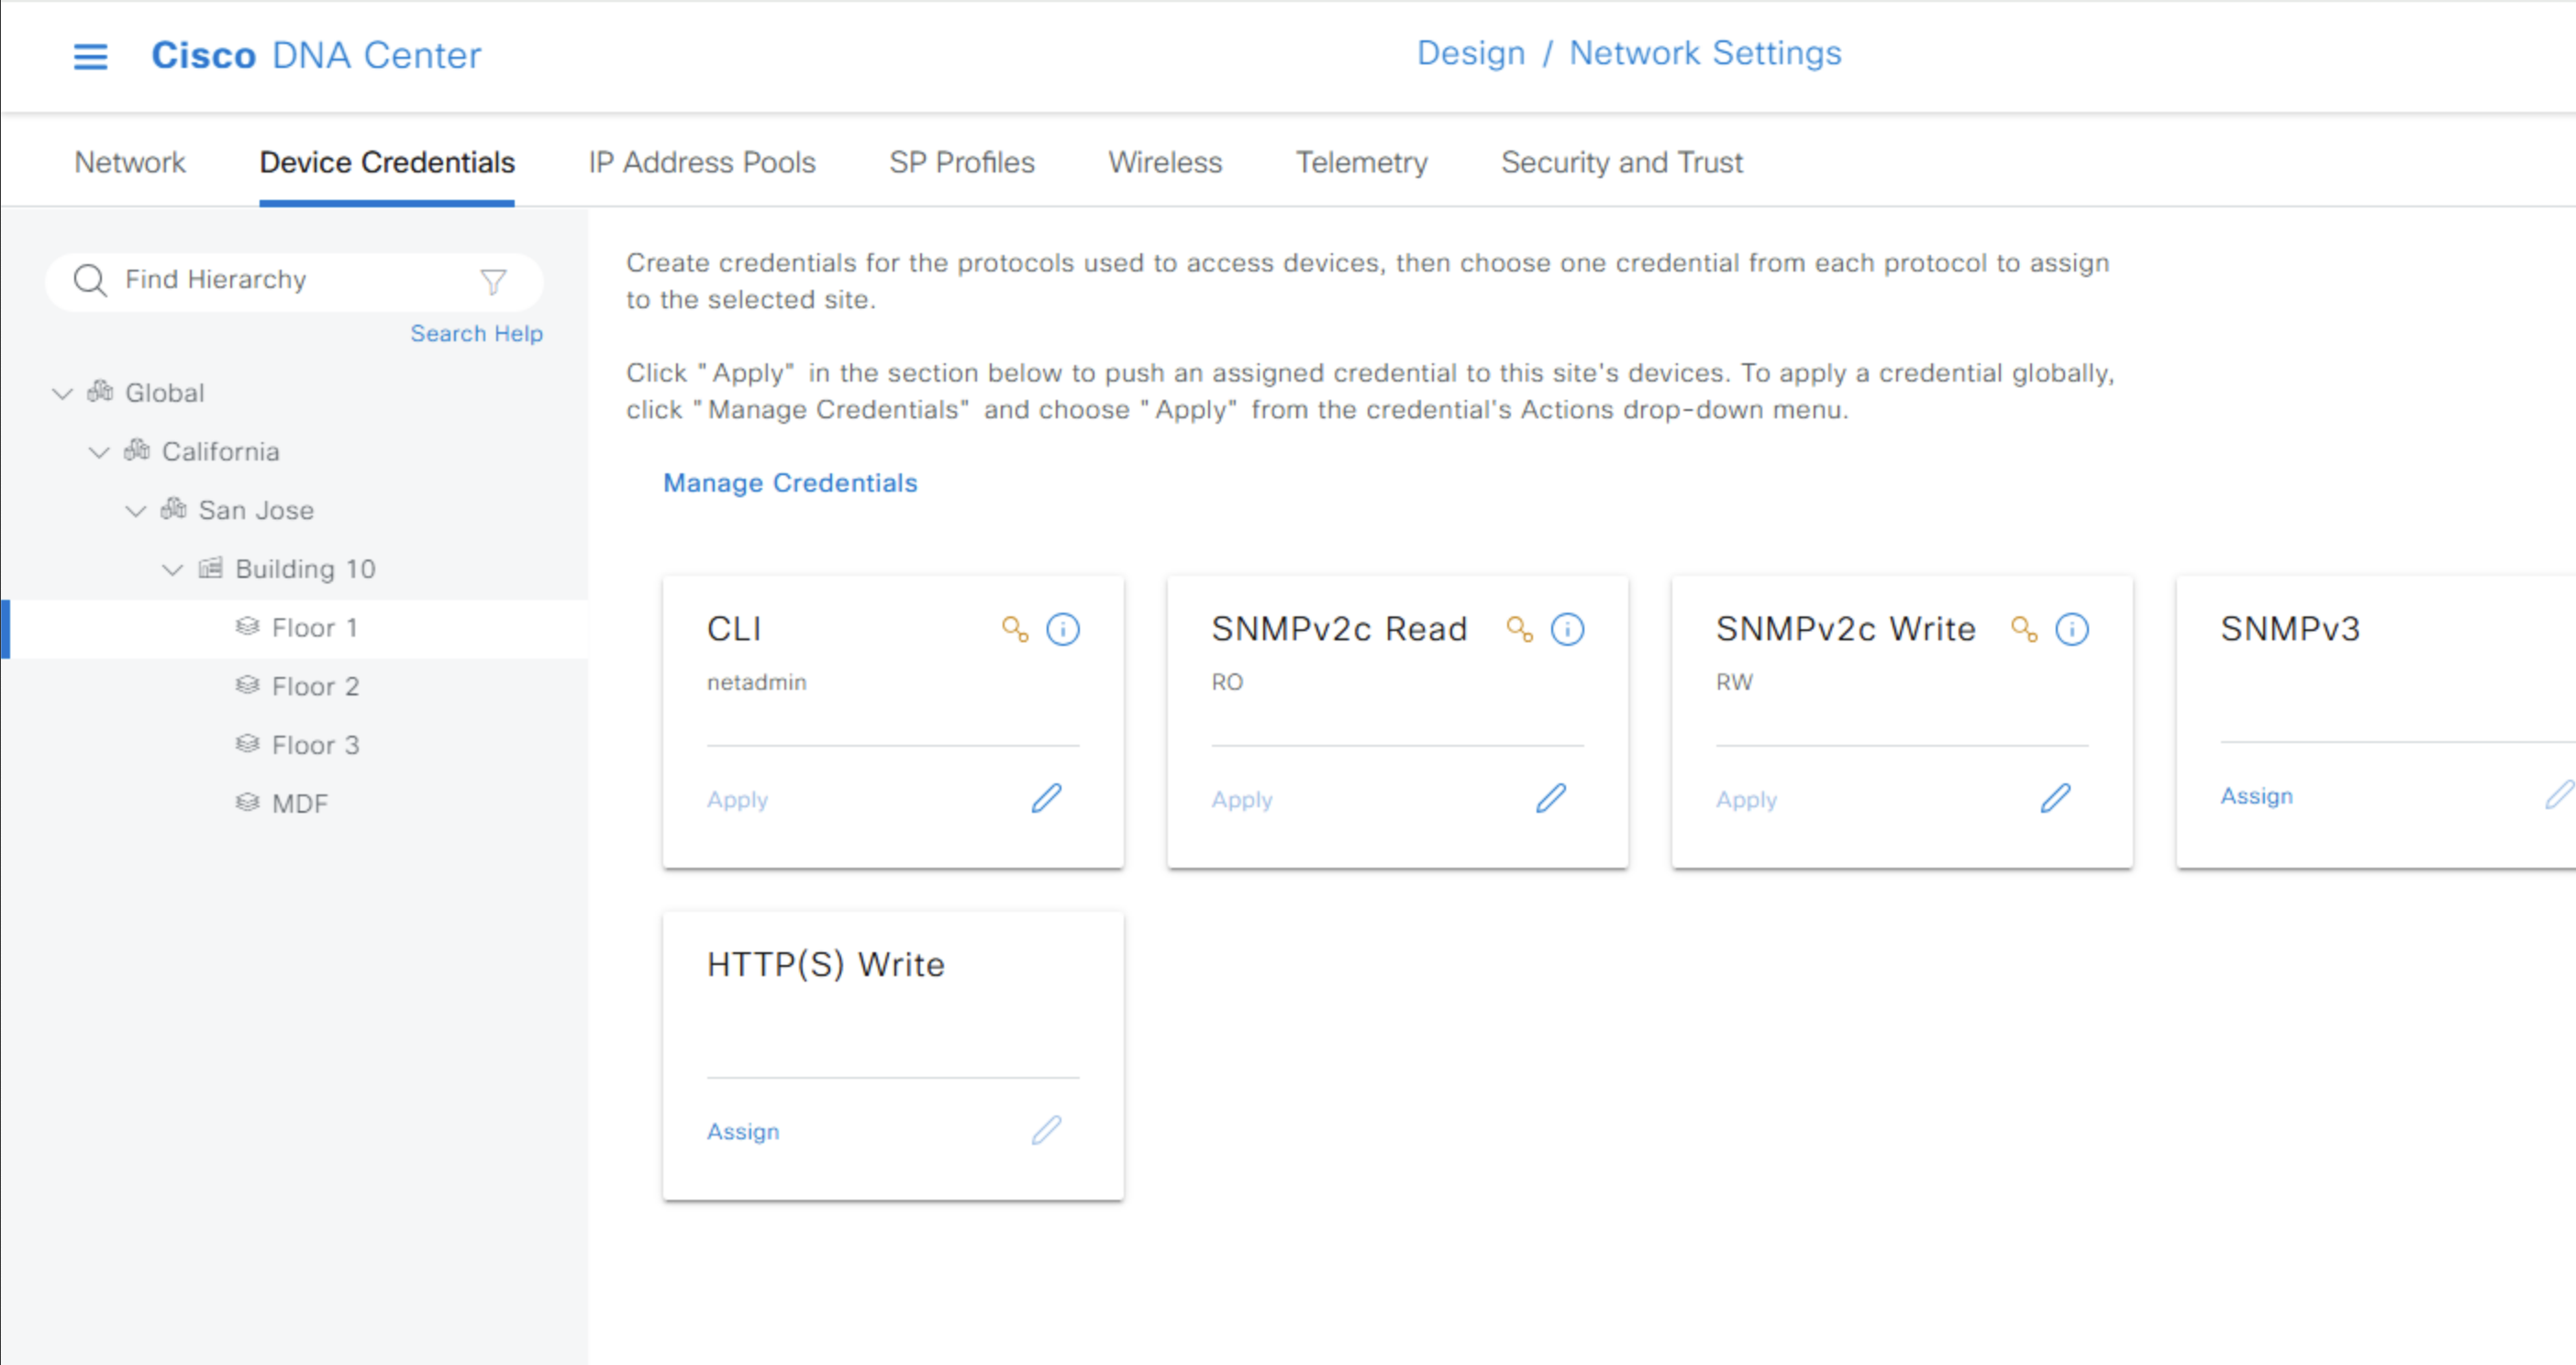 Cisco DNA Center
Design / Network Settings
Network Device Credentials IP Address Pools SP Profiles Wireless Telemetry Security and Trust
Find Hierarchy
Search Help
Global
California
San Jose
Building 10
Floor 1
Floor 2
Floor 3
MDF
Create credentials for the protocols used to access devices, then choose one credential from each protocol to assign
to the selected site.
Click "Apply" in the section below to push an assigned credential to this site's devices. To apply a credential globally,
click "Manage Credentials" and choose "Apply" from the credential's Actions drop-down menu.
Manage Credentials
CLI
netadmin
Apply
SNMPv2c Read
RO
Apply
SNMPv2c Write
RW
Apply
SNMPv3
Assign
HTTP(S) Write
Assign